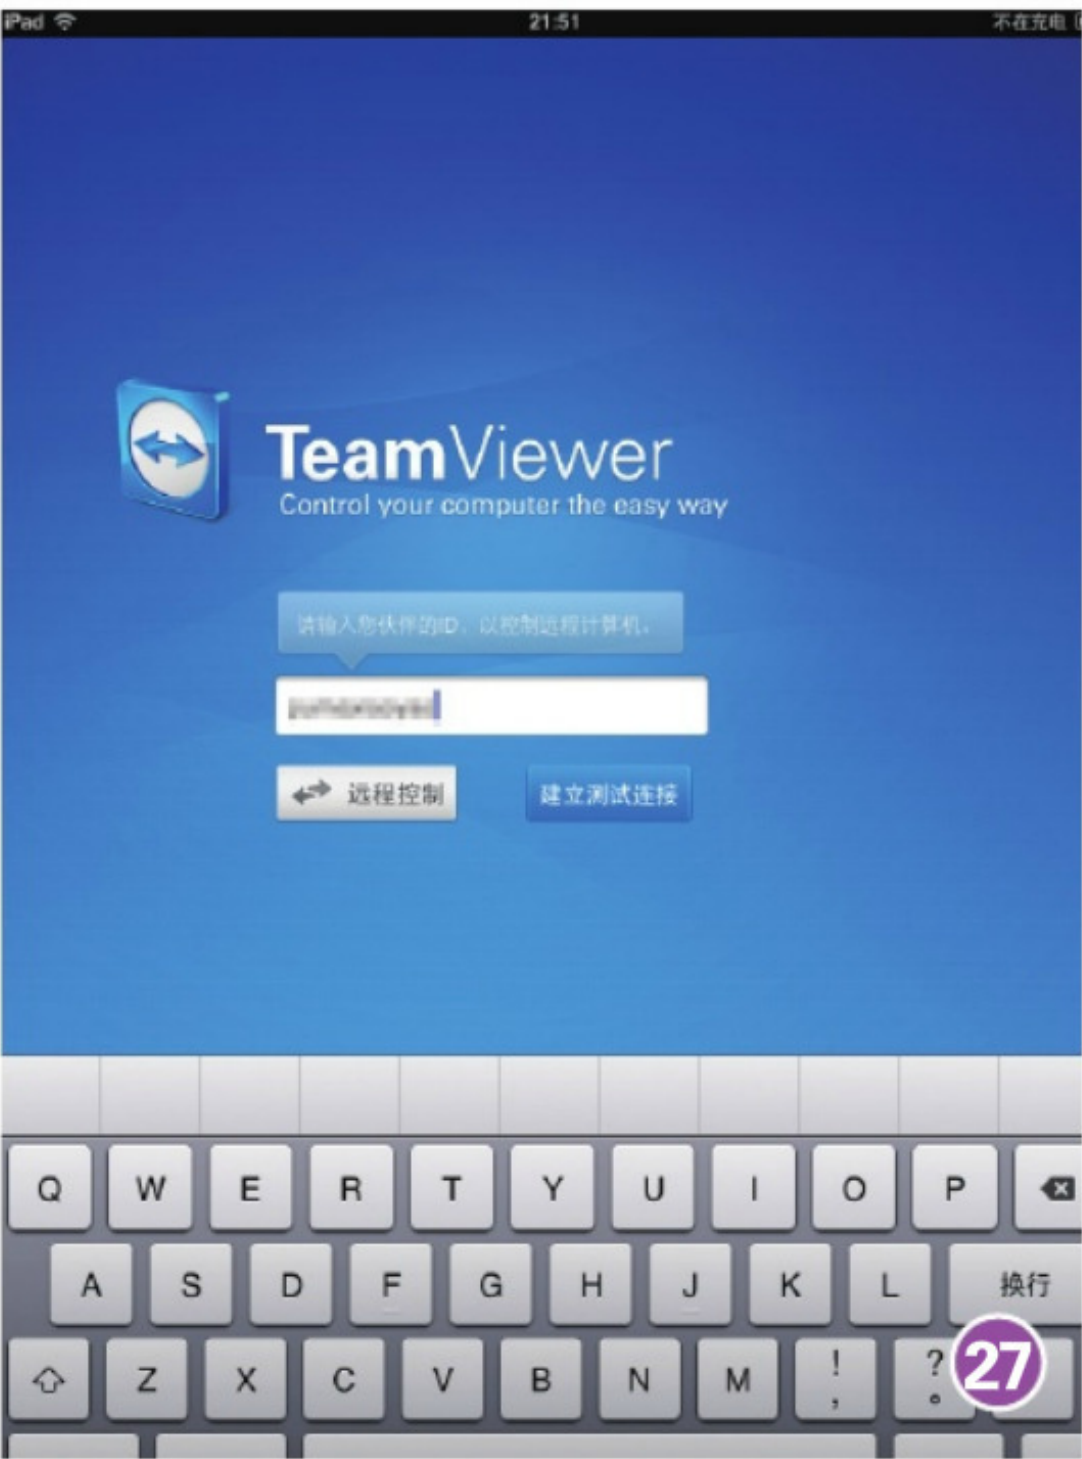 iPad 21:51 不在充电
TeamViewer
Control your computer the easy way
请输入您伙伴的ID，以控制远程计算机。
远程控制 建立测试连接
Q W E R T Y U I O P
A S D F G H J K L 换行
Z X C V B N M ! , ? 。
27